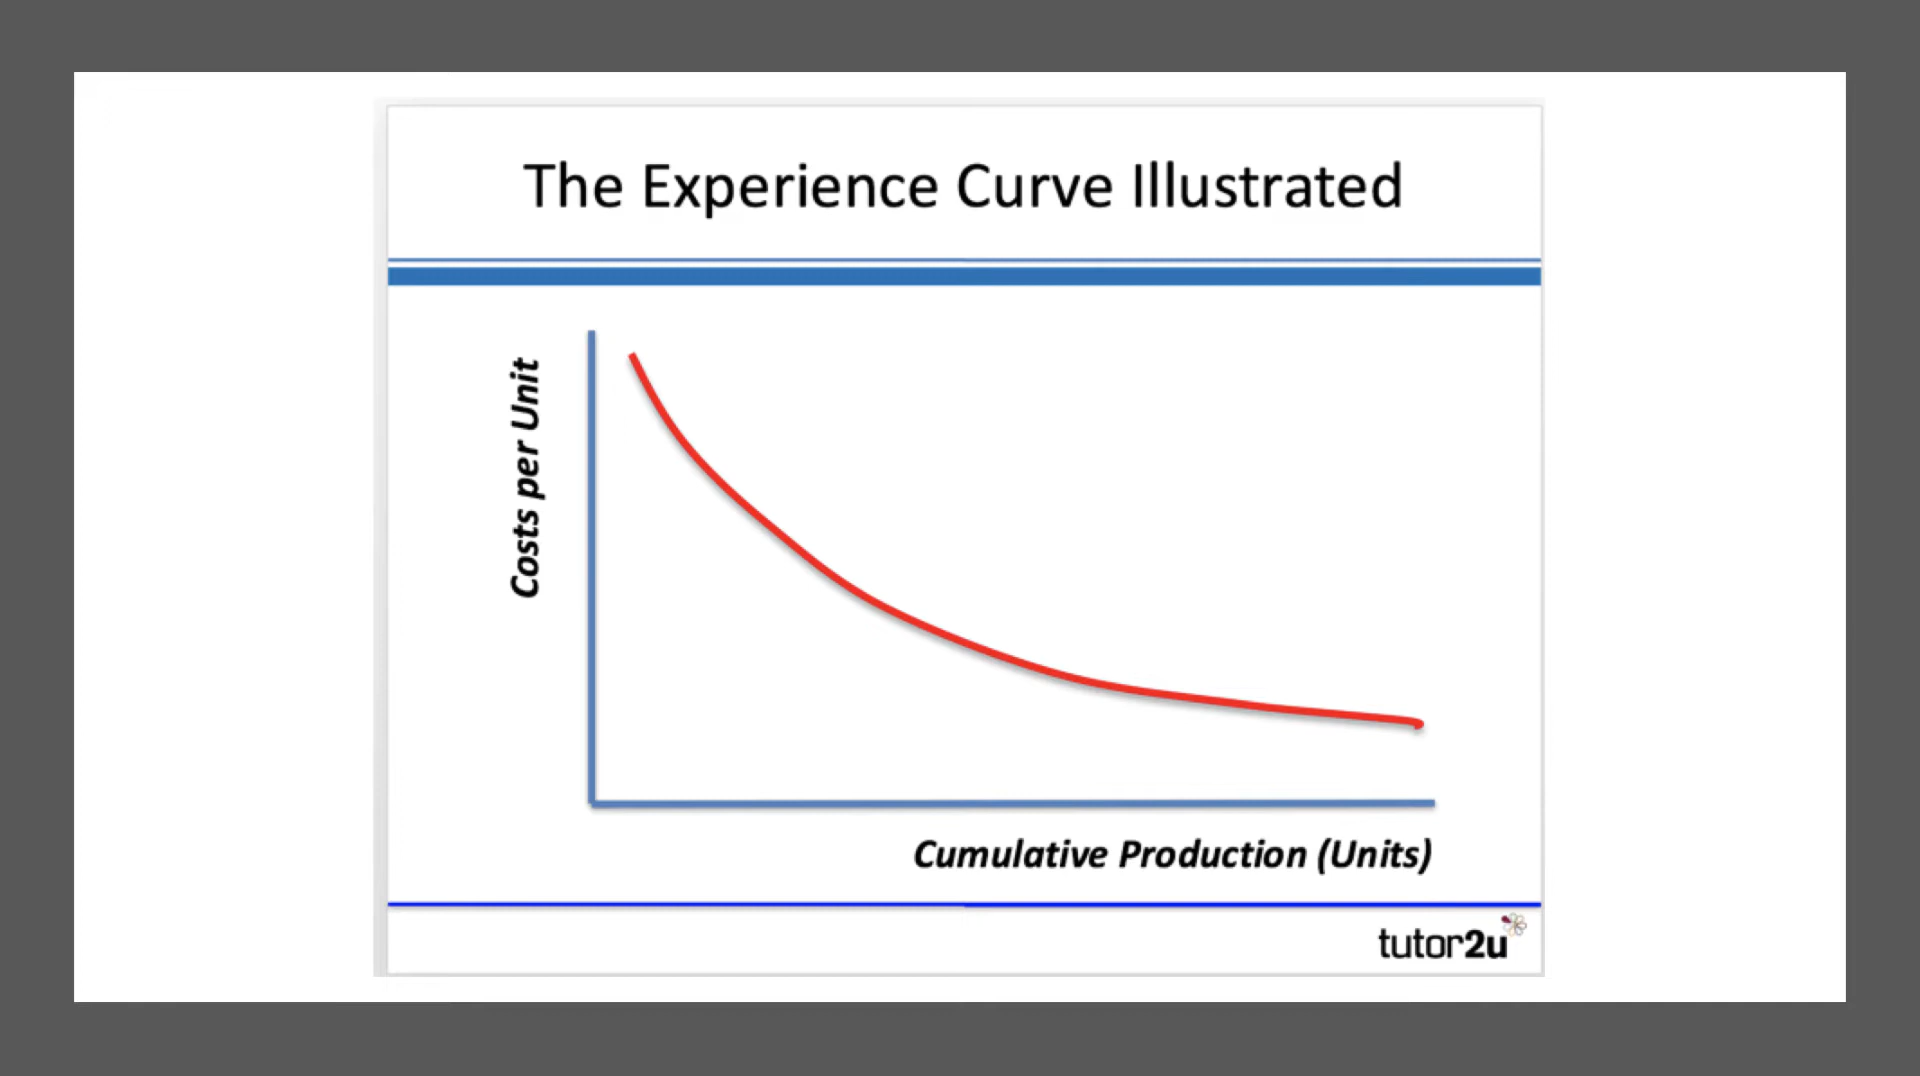 The Experience Curve Illustrated
Costs per Unit
Cumulative Production (Units)
tutor2u